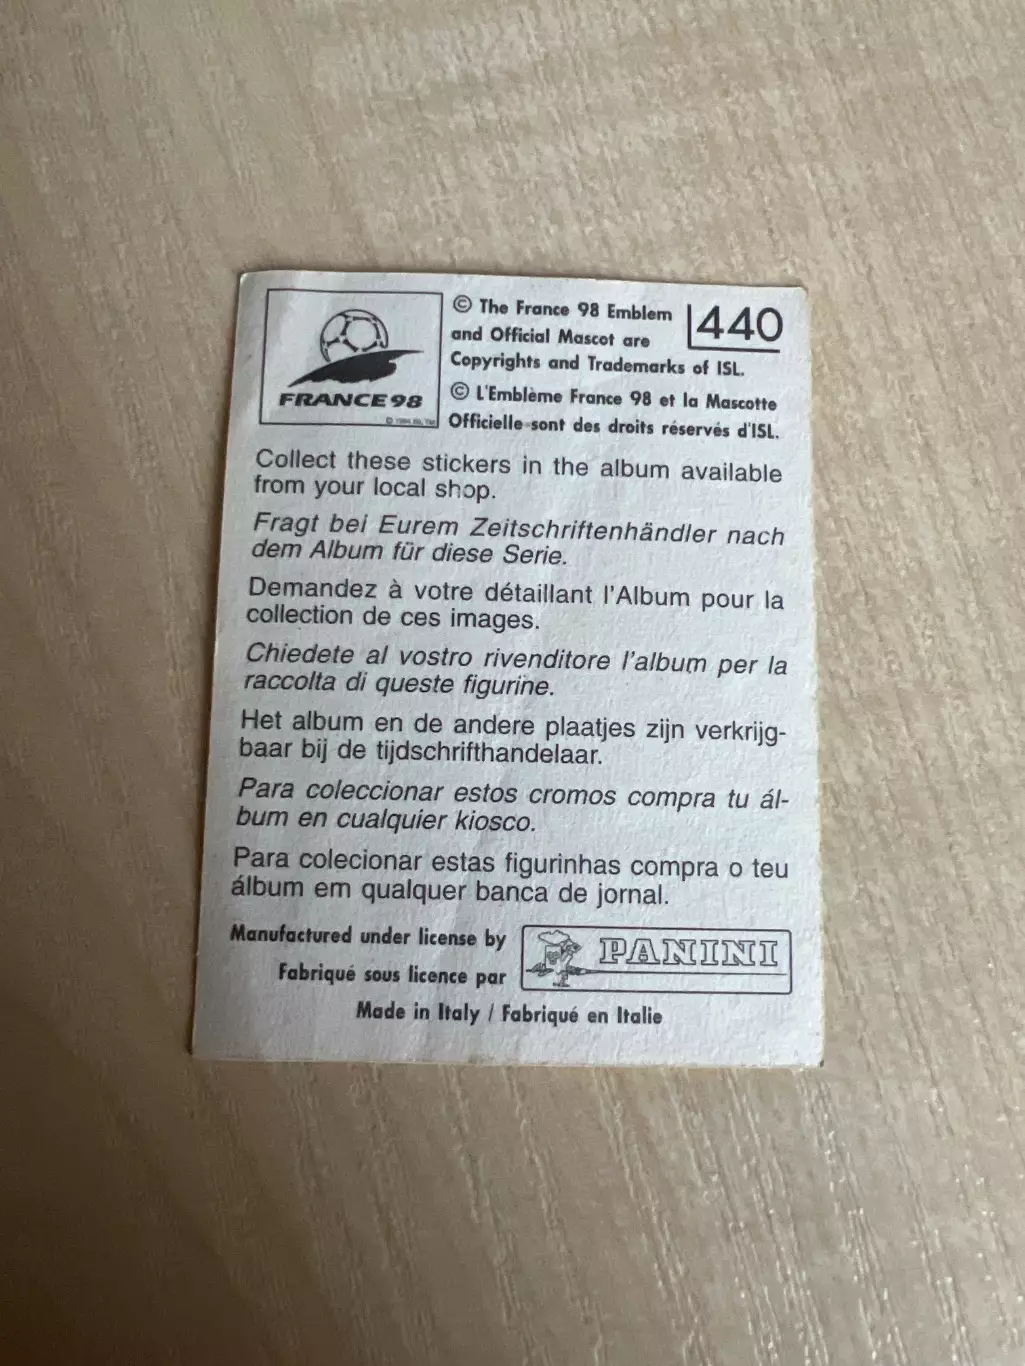 FRANCE98
© The France 98 Emblem
and Official Mascot are
Copyrights and Trademarks of ISL.
440
© L'Emblème France 98 et la Mascotte
Officielle sont des droits réservés d'ISL.
Collect these stickers in the album available
from your local shop.
Fragt bei Eurem Zeitschriftenhändler nach
dem Album für diese Serie.
Demandez à votre détaillant l'Album pour la
collection de ces images.
Chiedete al vostro rivenditore l'album per la
raccolta di queste figurine.
Het album en de andere plaatjes zijn verkrijg-
baar bij de tijdschrifthandelaar.
Para coleccionar estos cromos compra tu ál-
bum en cualquier kiosco.
Para colecionar estas figurinhas compra o teu
álbum em qualquer banca de jornal.
Manufactured under license by
Fabriqué sous licence par
PANINI
Made in Italy / Fabriqué en Italie